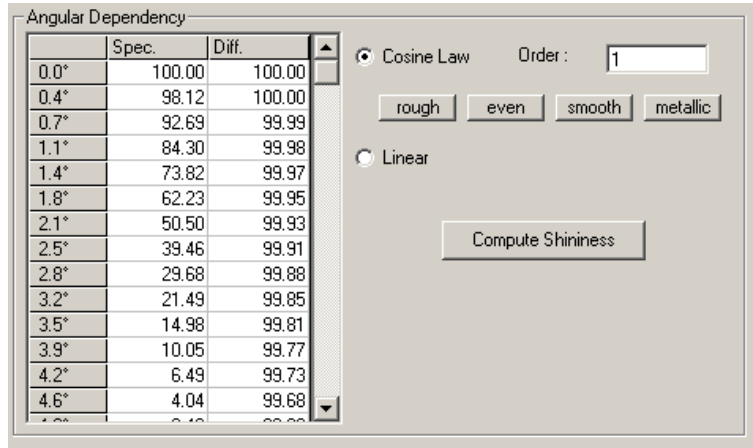 Angular Dependency
Spec. Diff.
0.0° 100.00 100.00
0.4° 98.12 100.00
0.7° 92.69 99.99
1.1° 84.30 99.98
1.4° 73.82 99.97
1.8° 62.23 99.95
2.1° 50.50 99.93
2.5° 39.46 99.91
2.8° 29.68 99.88
3.2° 21.49 99.85
3.5° 14.98 99.81
3.9° 10.05 99.77
4.2° 6.49 99.73
4.6° 4.04 99.68
Cosine Law Order : 1
rough even smooth metallic
Linear
Compute Shininess